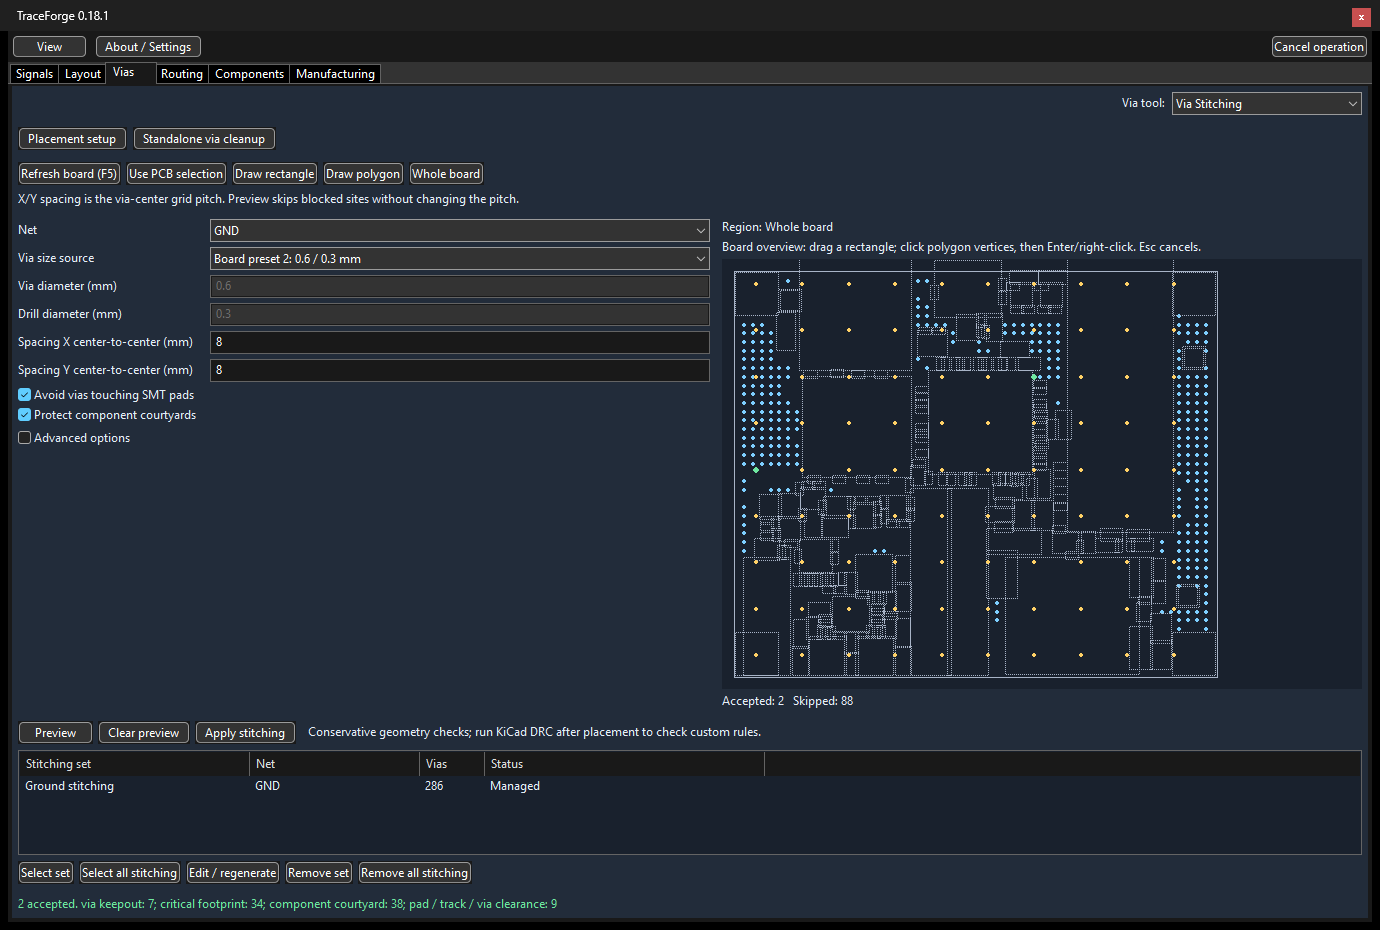 TraceForge 0.18.1
x
View
About / Settings
Cancel operation
Signals
Layout
Vias
Routing
Components
Manufacturing
Via tool:
Via Stitching
Placement setup
Standalone via cleanup
Refresh board (F5)
Use PCB selection
Draw rectangle
Draw polygon
Whole board
X/Y spacing is the via-center grid pitch. Preview skips blocked sites without changing the pitch.
Net
GND
Via size source
Board preset 2: 0.6 / 0.3 mm
Via diameter (mm)
0.6
Drill diameter (mm)
0.3
Spacing X center-to-center (mm)
8
Spacing Y center-to-center (mm)
8
Avoid vias touching SMT pads
Protect component courtyards
Advanced options
Region: Whole board
Board overview: drag a rectangle; click polygon vertices, then Enter/right-click. Esc cancels.
Accepted: 2   Skipped: 88
Preview
Clear preview
Apply stitching
Conservative geometry checks; run KiCad DRC after placement to check custom rules.
Stitching set
Net
Vias
Status
Ground stitching
GND
286
Managed
Select set
Select all stitching
Edit / regenerate
Remove set
Remove all stitching
2 accepted. via keepout: 7; critical footprint: 34; component courtyard: 38; pad / track / via clearance: 9